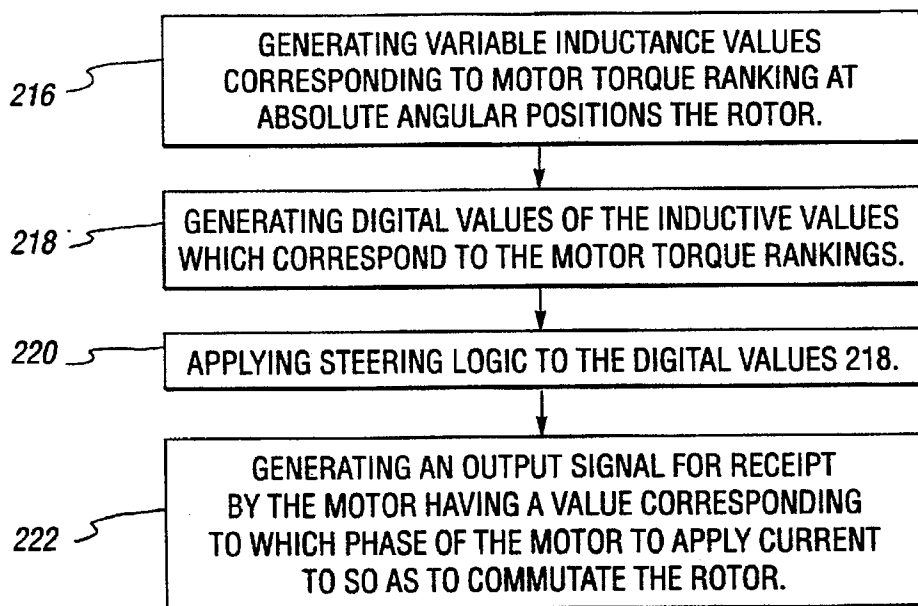 GENERATING VARIABLE INDUCTANCE VALUES
216
CORRESPONDING TO MOTOR TORQUE RANKING AT
ABSOLUTE ANGULAR POSITIONS THE ROTOR.
218
GENERATING DIGITAL VALUES OF THE INDUCTIVE VALUES
WHICH CORRESPOND TO THE MOTOR TORQUE RANKINGS.
220
APPLYING STEERING LOGIC TO THE DIGITAL VALUES 218.
GENERATING AN OUTPUT SIGNAL FOR RECEIPT
BY THE MOTOR HAVING A VALUE CORRESPONDING
222
TO WHICH PHASE OF THE MOTOR TO APPLY CURRENT
TO SO AS TO COMMUTATE THE ROTOR.